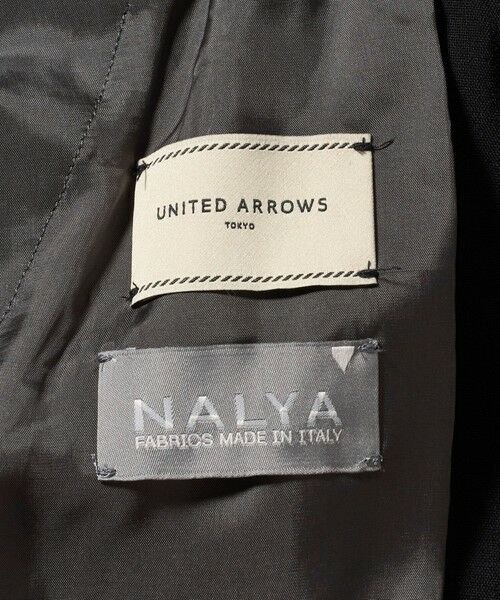 UNITED ARROWS
TOKYO
NALYA
FABRICS MADE IN ITALY